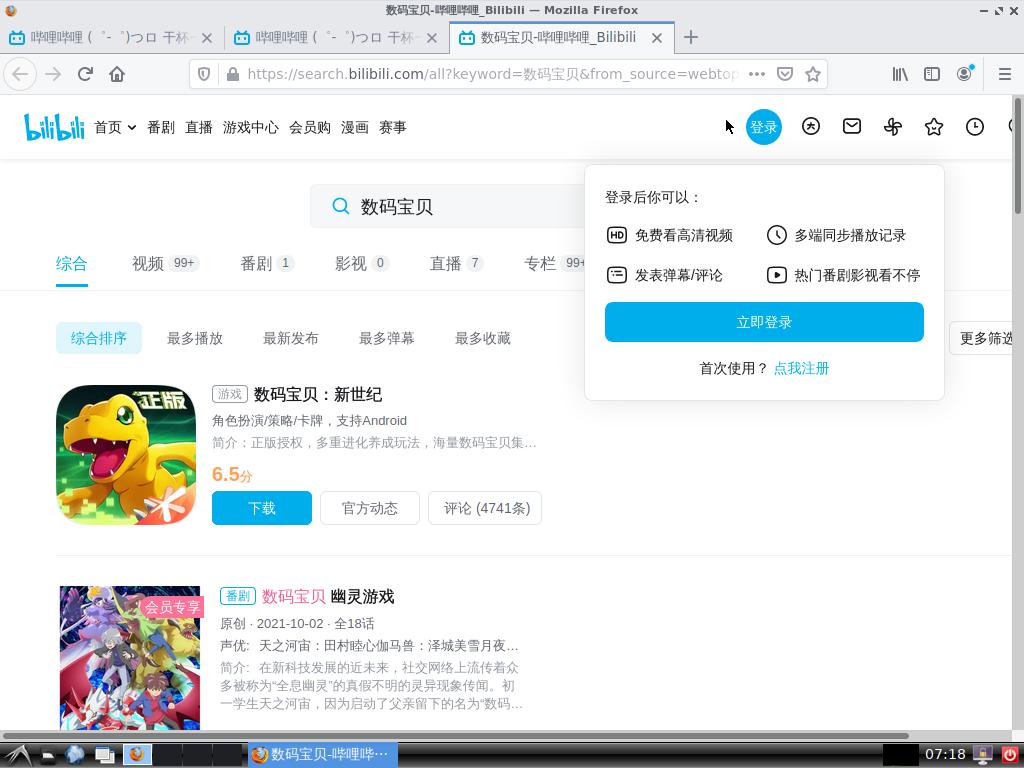 数码宝贝-哔哩哔哩_Bilibili — Mozilla Firefox
哔哩哔哩 (゜-゜)つロ 干杯~
哔哩哔哩 (゜-゜)つロ 干杯~
数码宝贝-哔哩哔哩_Bilibili
https://search.bilibili.com/all?keyword=数码宝贝&from_source=webtop
bilibili
首页
番剧
直播
游戏中心
会员购
漫画
赛事
登录
登录后你可以：
数码宝贝
HD 免费看高清视频
多端同步播放记录
综合
视频 99+
番剧 1
影视 0
直播 7
专栏 99+
发表弹幕/评论
热门番剧影视看不停
立即登录
综合排序
最多播放
最新发布
最多弹幕
最多收藏
更多筛选
首次使用？ 点我注册
正版
游戏 数码宝贝：新世纪
角色扮演/策略/卡牌，支持Android
简介：正版授权，多重进化养成玩法，海量数码宝贝集…
6.5分
下载
官方动态
评论 (4741条)
会员专享
番剧 数码宝贝 幽灵游戏
原创 · 2021-10-02 · 全18话
声优: 天之河宙：田村睦心伽马兽：泽城美雪月夜…
简介: 在新科技发展的近未来，社交网络上流传着众
多被称为“全息幽灵”的真假不明的灵异现象传闻。初
一学生天之河宙，因为启动了父亲留下的名为“数码…
数码宝贝-哔哩哔…
07:18